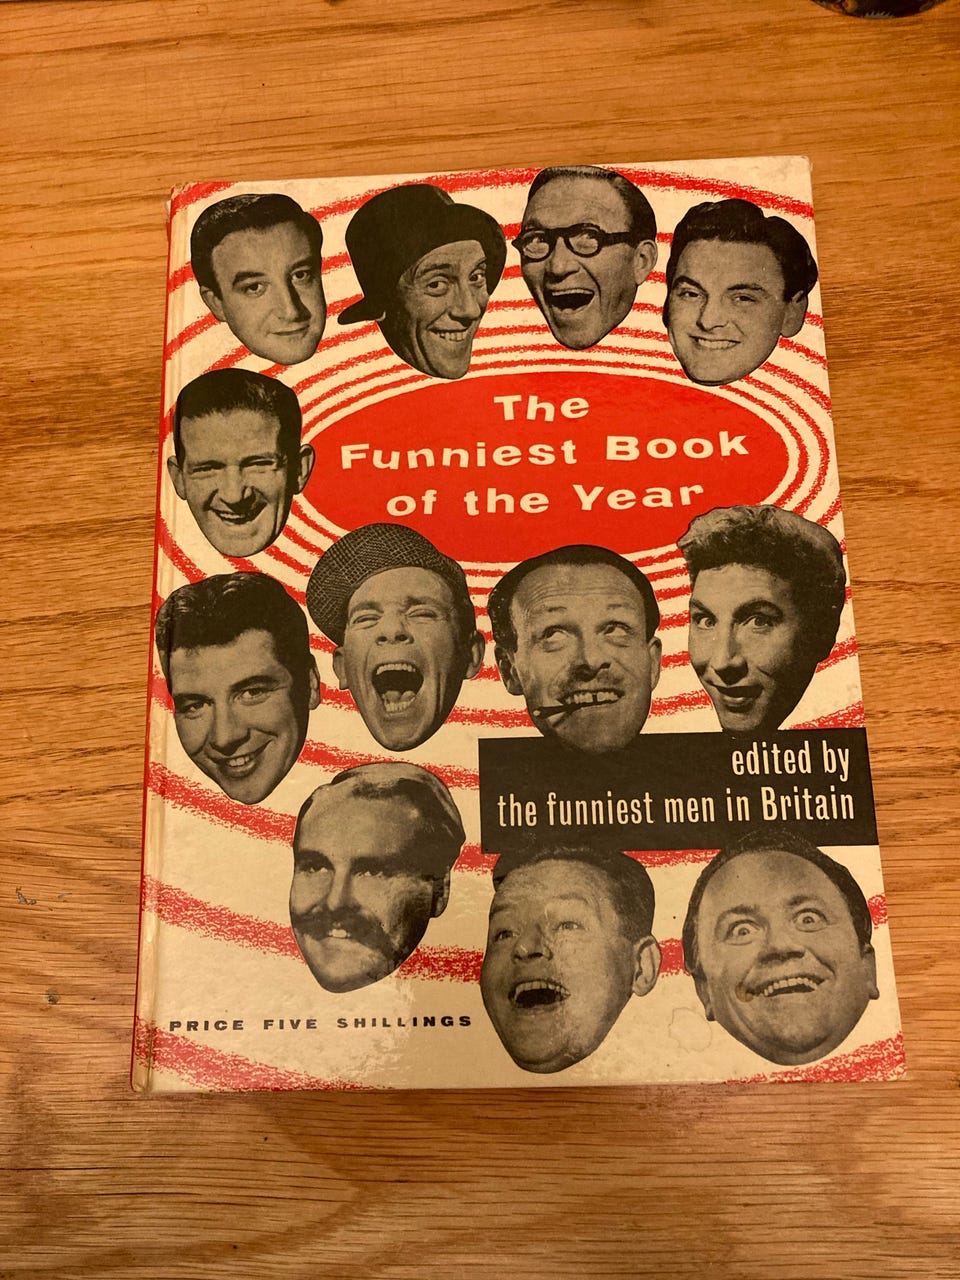 The
Funniest Book
of the Year
edited by
the funniest men in Britain
PRICE FIVE SHILLINGS